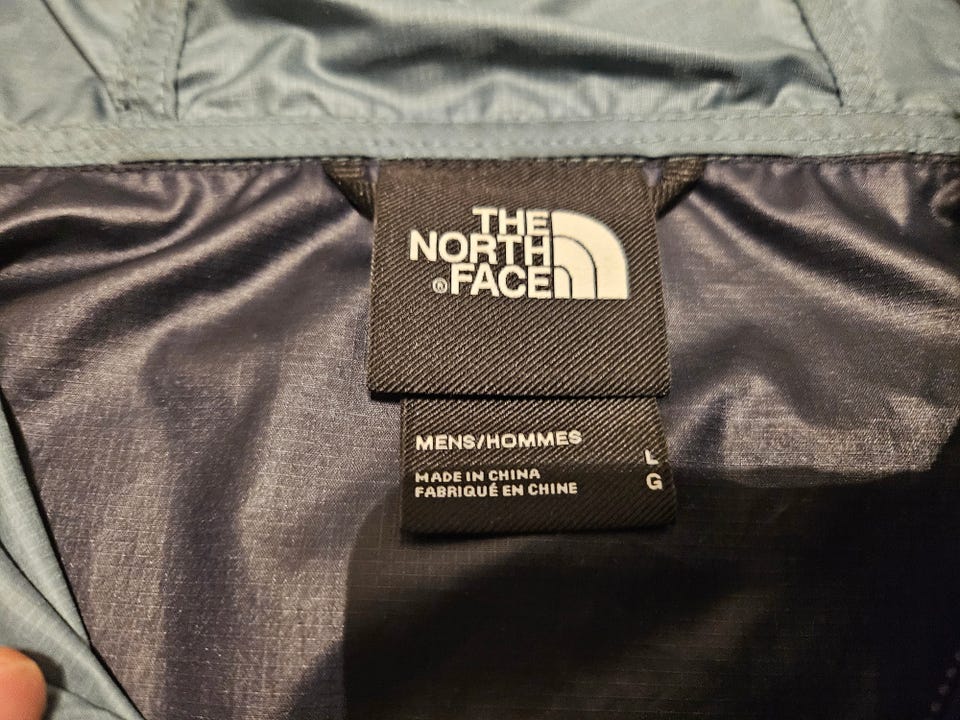 THE
NORTH
® FACE
MENS/HOMMES
L
MADE IN CHINA
FABRIQUÉ EN CHINE
G